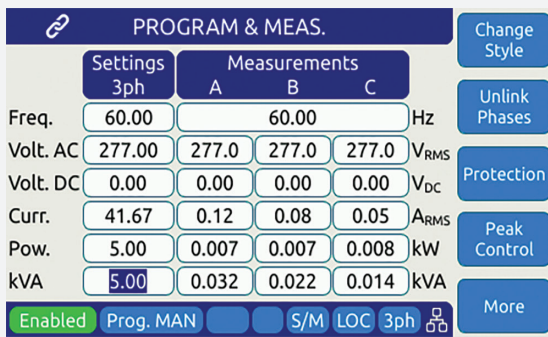 PROGRAM & MEAS.
Settings Measurements
3ph A B C
Freq. 60.00 60.00 Hz
Volt. AC 277.00 277.0 277.0 277.0 VRMS
Volt. DC 0.00 0.00 0.00 0.00 VDC
Curr. 41.67 0.12 0.08 0.05 ARMS
Pow. 5.00 0.007 0.007 0.008 kW
kVA 5.00 0.032 0.022 0.014 kVA
Enabled Prog. MAN S/M LOC 3ph
Change
Style
Unlink
Phases
Protection
Peak
Control
More